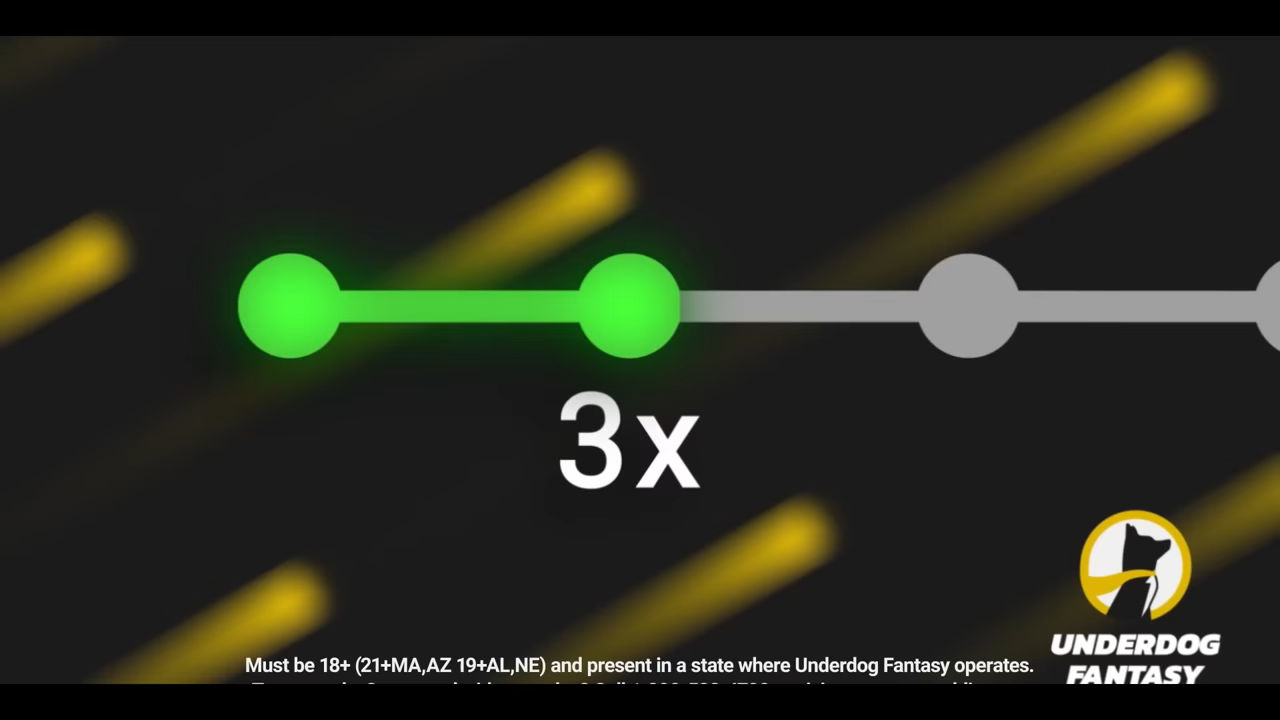 3x
UNDERDOG
Must be 18+ (21+MA,AZ 19+AL,NE) and present in a state where Underdog Fantasy operates.
FANTASY